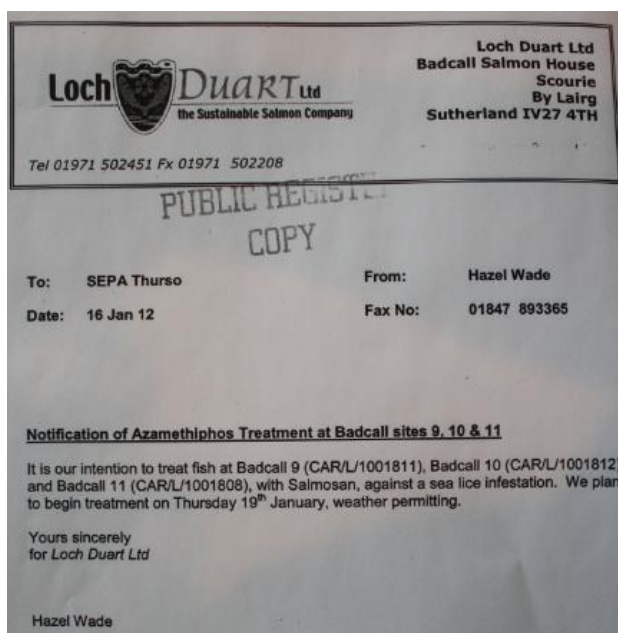 Loch DUART Ltd
the Sustainable Salmon Company
Loch Duart Ltd
Badcall Salmon House
Scourie
By Lairg
Sutherland IV27 4TH
Tel 01971 502451 Fx 01971 502208
PUBLIC REGISTER
COPY
To: SEPA Thurso From: Hazel Wade
Date: 16 Jan 12 Fax No: 01847 893365
Notification of Azamethiphos Treatment at Badcall sites 9, 10 & 11
It is our intention to treat fish at Badcall 9 (CAR/L/1001811), Badcall 10 (CAR/L/1001812)
and Badcall 11 (CAR/L/1001808), with Salmosan, against a sea lice infestation. We plan
to begin treatment on Thursday 19th January, weather permitting.
Yours sincerely
for Loch Duart Ltd
Hazel Wade